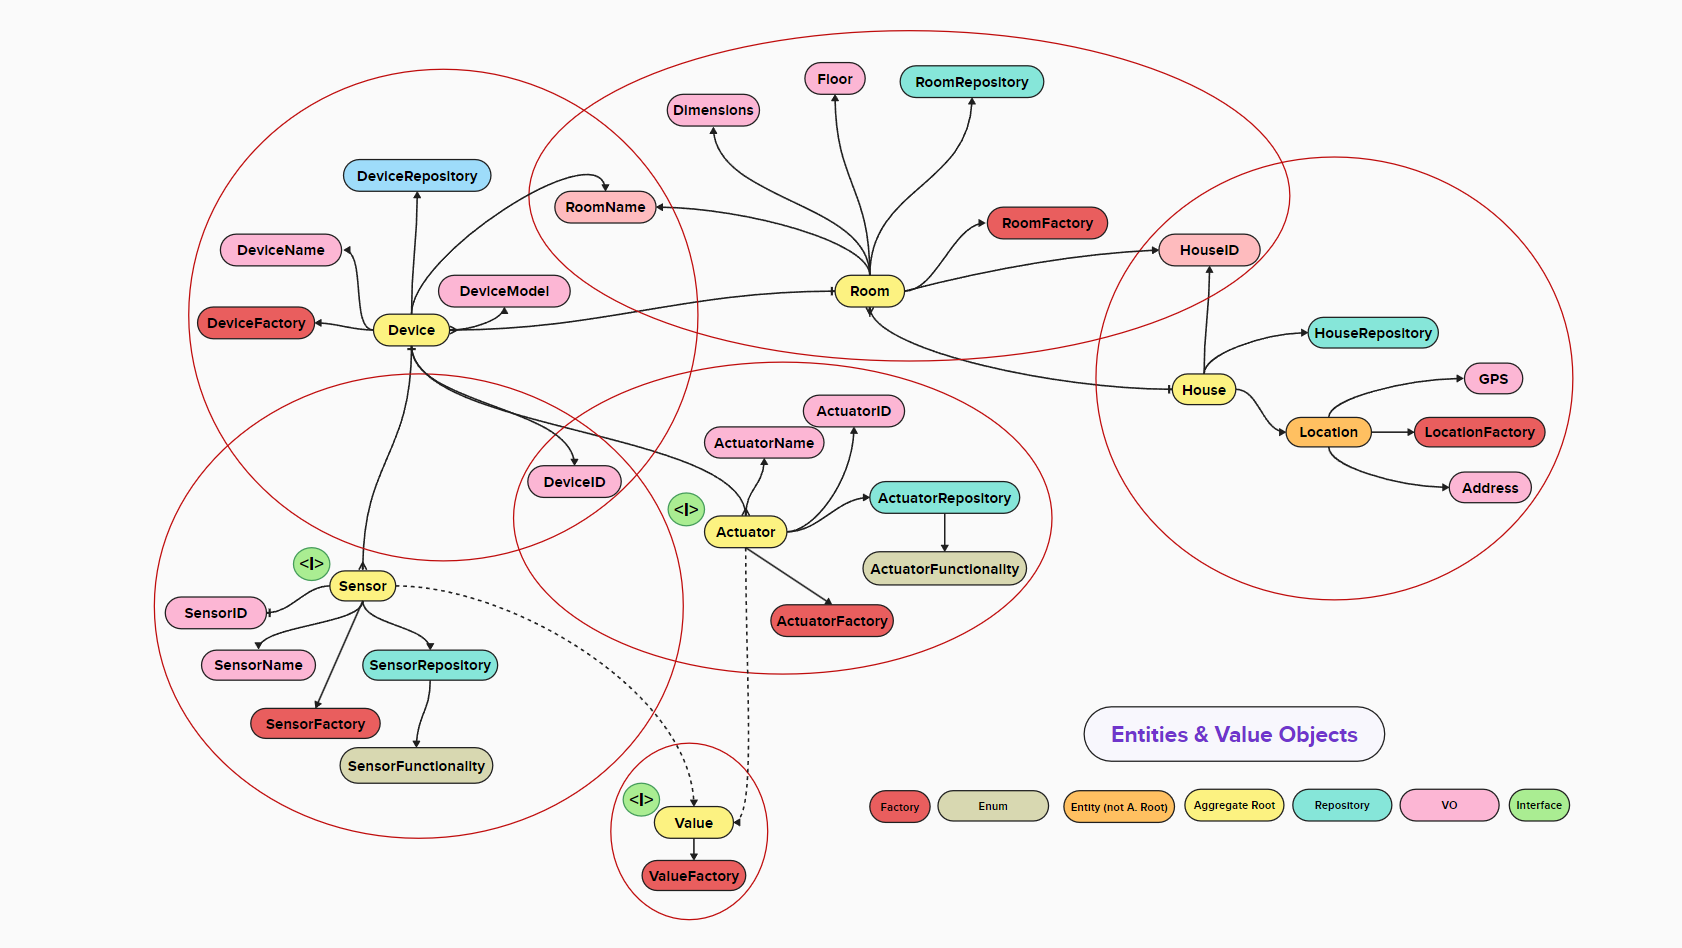 Floor
RoomRepository
Dimensions
DeviceRepository
RoomName
RoomFactory
DeviceName
HouseID
DeviceModel
Room
DeviceFactory
Device
HouseRepository
GPS
House
ActuatorID
Location
LocationFactory
ActuatorName
DeviceID
Address
ActuatorRepository
<I>
Actuator
<I>
ActuatorFunctionality
Sensor
SensorID
ActuatorFactory
SensorName
SensorRepository
SensorFactory
Entities & Value Objects
SensorFunctionality
<I>
Value
Factory
Enum
Entity (not A. Root)
Aggregate Root
Repository
VO
Interface
ValueFactory